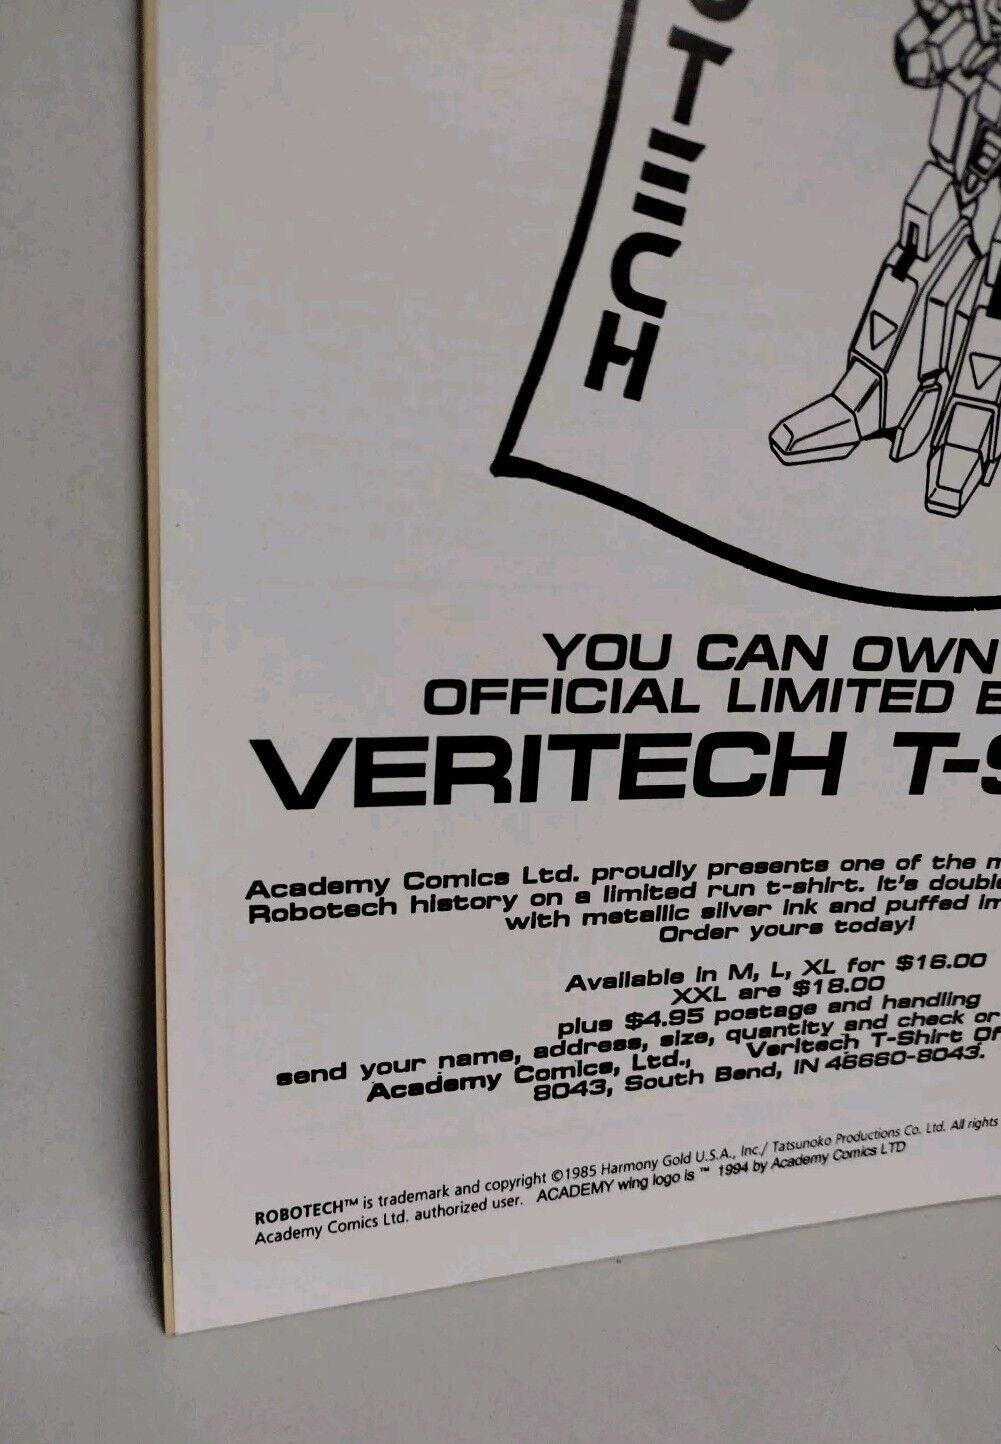 OTECH
YOU CAN OWN
OFFICIAL LIMITED E
VERITECH T-S
Academy Comics Ltd. proudly presents one of the m
Robotech history on a limited run t-shirt. It's double
with metallic silver ink and puffed im
Order yours today!
Available in M, L, XL for $16.00
XXL are $18.00
plus $4.95 postage and handling
send your name, address, size, quantity and check or
Academy Comics, Ltd., Veritech T-Shirt Of
8043, South Bend, IN 46660-8043.
ROBOTECH™ is trademark and copyright ©1985 Harmony Gold U.S.A., Inc./ Tatsunoko Productions Co. Ltd. All rights
Academy Comics Ltd. authorized user. ACADEMY wing logo is ™ 1994 by Academy Comics LTD